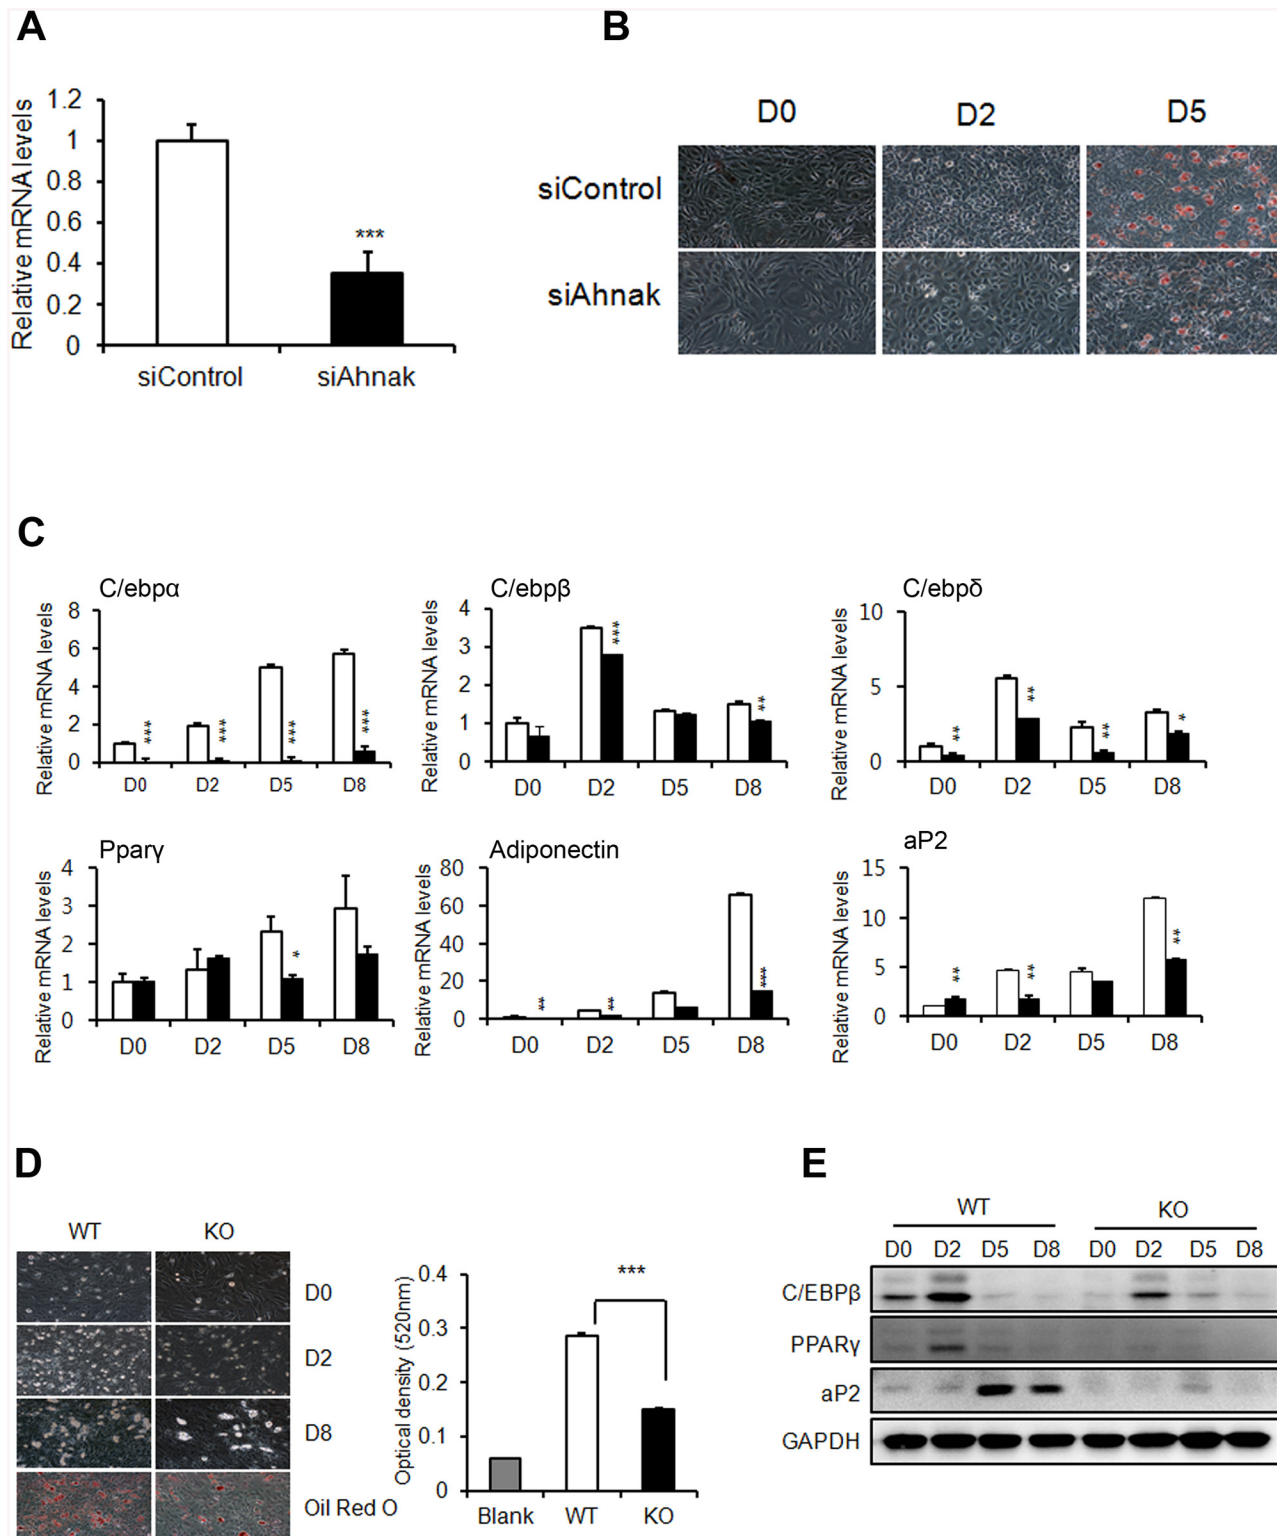 A
Relative mRNA levels
1.2
1
0.8
0.6
0.4
0.2
0
***
siControl
siAhnak
B
D0
D2
D5
siControl
siAhnak
C
C/ebpα
Relative mRNA levels
8
6
4
2
0
***
***
***
***
D0
D2
D5
D8
C/ebpβ
Relative mRNA levels
4
3
2
1
0
***
**
D0
D2
D5
D8
C/ebpδ
Relative mRNA levels
10
5
0
**
**
**
*
D0
D2
D5
D8
Pparγ
Relative mRNA levels
4
3
2
1
0
*
D0
D2
D5
D8
Adiponectin
Relative mRNA levels
80
60
40
20
0
**
**
***
D0
D2
D5
D8
aP2
Relative mRNA levels
15
10
5
0
**
**
**
D0
D2
D5
D8
D
WT
KO
D0
D2
D8
Oil Red O
Optical density (520nm)
0.4
0.3
0.2
0.1
0
***
Blank
WT
KO
E
WT
KO
D0 D2 D5 D8 D0 D2 D5 D8
C/EBPβ
PPARγ
aP2
GAPDH